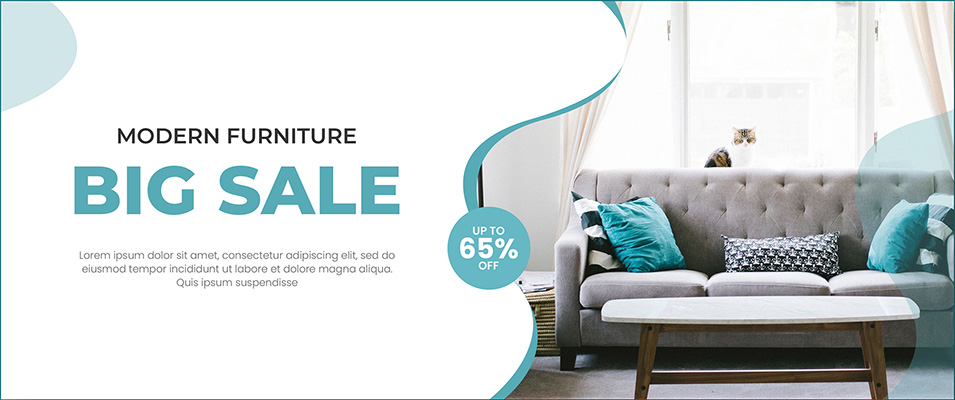 MODERN FURNITURE
BIG SALE
Lorem ipsum dolor sit amet, consectetur adipiscing elit, sed do
eiusmod tempor incididunt ut labore et dolore magna aliqua.
Quis ipsum suspendisse
UP TO
65%
OFF